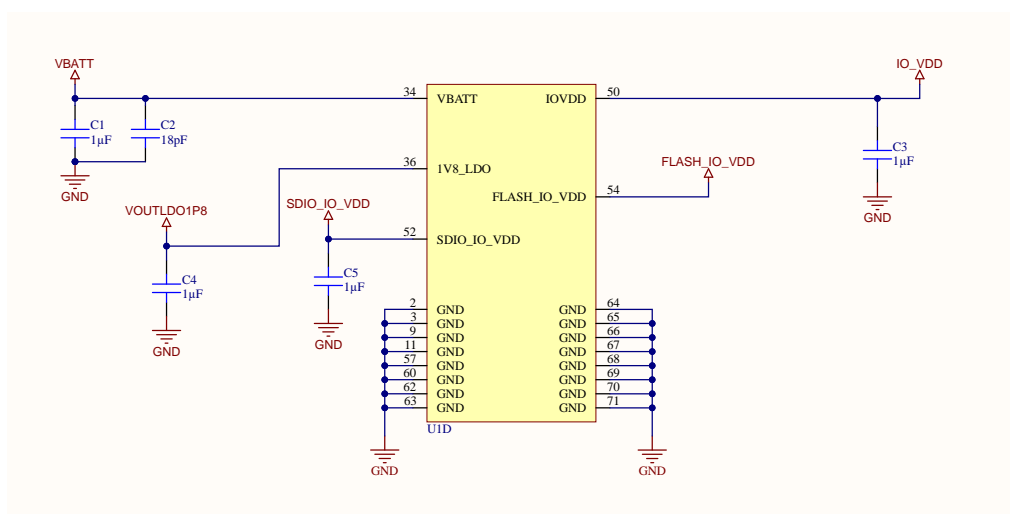 VBATT
IO_VDD
34
VBATT
IOVDD
50
C1
1µF
C2
18pF
C3
1µF
GND
GND
36
1V8_LDO
FLASH_IO_VDD
FLASH_IO_VDD
54
VOUTLDO1P8
SDIO_IO_VDD
52
SDIO_IO_VDD
C4
1µF
C5
1µF
GND
GND
2 GND GND 64
3 GND GND 65
9 GND GND 66
11 GND GND 67
57 GND GND 68
60 GND GND 69
62 GND GND 70
63 GND GND 71
U1D
GND
GND